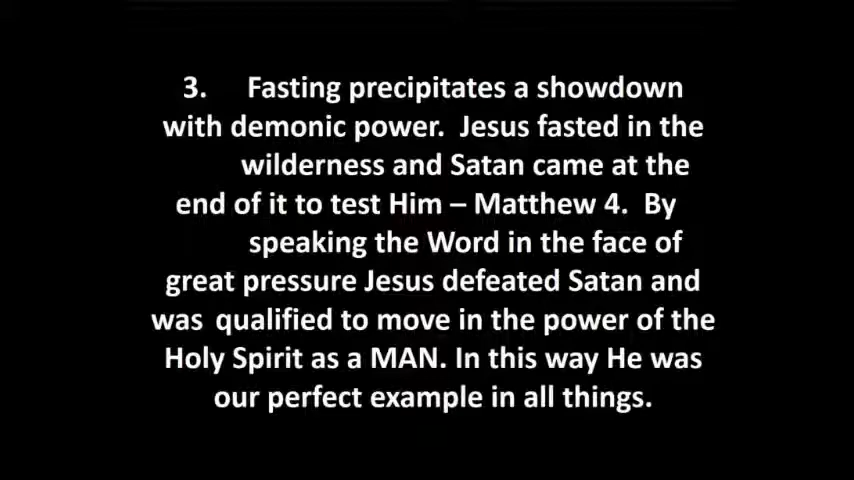 3. Fasting precipitates a showdown
with demonic power. Jesus fasted in the
wilderness and Satan came at the
end of it to test Him – Matthew 4. By
speaking the Word in the face of
great pressure Jesus defeated Satan and
was qualified to move in the power of the
Holy Spirit as a MAN. In this way He was
our perfect example in all things.